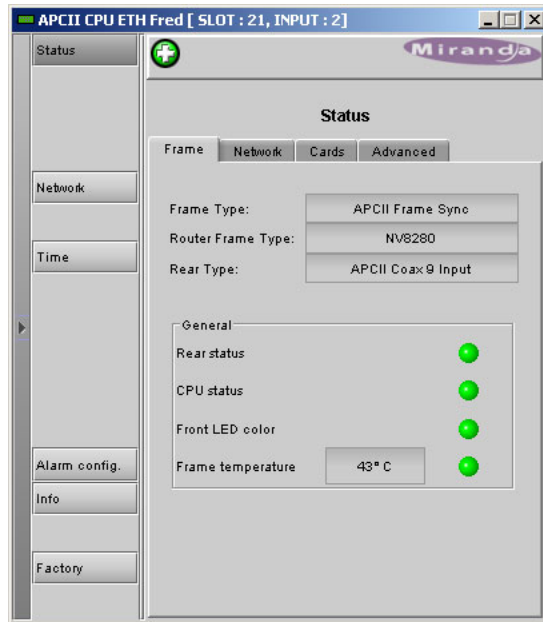 APCII CPU ETH Fred [ SLOT : 21, INPUT : 2]
Status
Miranda
Status
Frame
Network
Cards
Advanced
Network
Time
Alarm config.
Info
Factory
Frame Type:
APCII Frame Sync
Router Frame Type:
NV8280
Rear Type:
APCII Coax 9 Input
General
Rear status
CPU status
Front LED color
Frame temperature
43° C